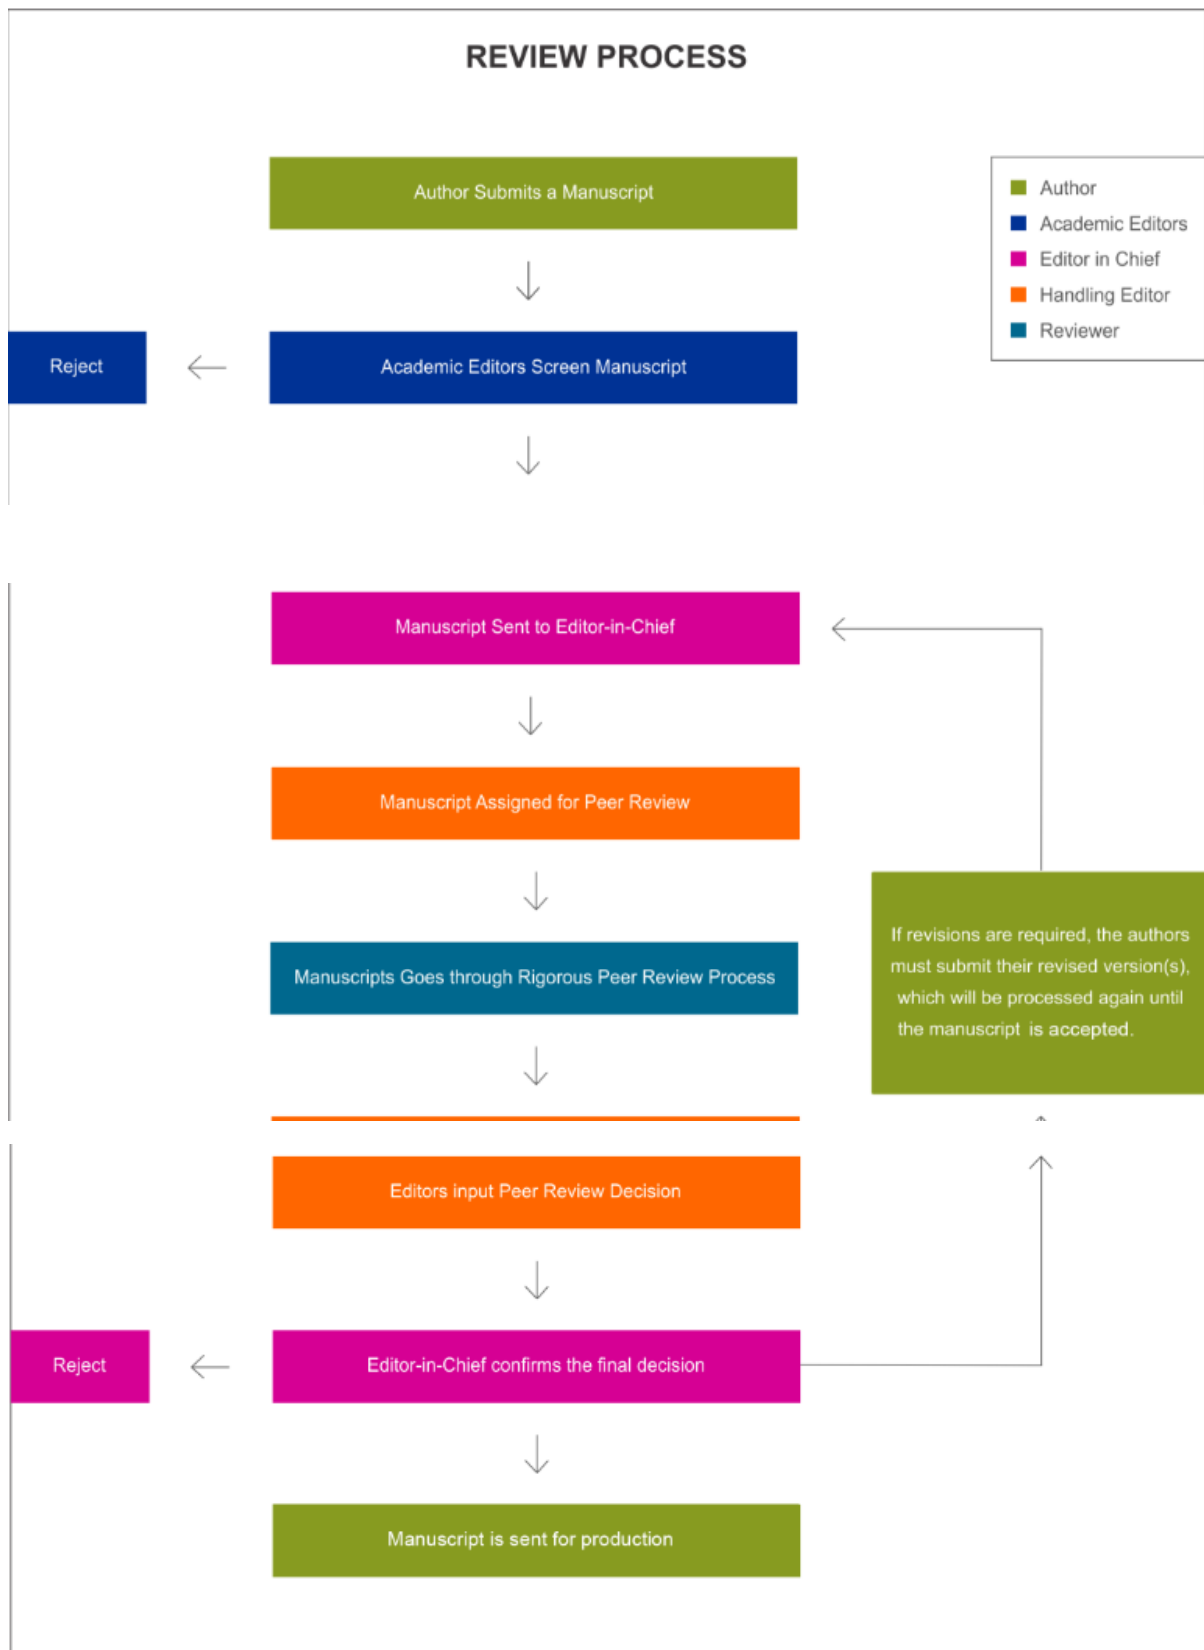 REVIEW PROCESS
Author Submits a Manuscript
Author
Academic Editors
Editor in Chief
Handling Editor
Reviewer
Reject
Academic Editors Screen Manuscript
Manuscript Sent to Editor-in-Chief
Manuscript Assigned for Peer Review
Manuscripts Goes through Rigorous Peer Review Process
If revisions are required, the authors
must submit their revised version(s),
which will be processed again until
the manuscript is accepted.
Editors input Peer Review Decision
Reject
Editor-in-Chief confirms the final decision
Manuscript is sent for production